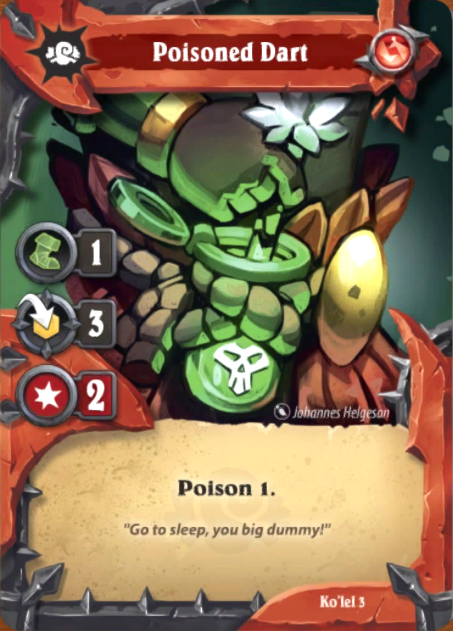 Poisoned Dart
1
3
2
Johannes Helgeson
Poison 1.
"Go to sleep, you big dummy!"
Ko'lel 3